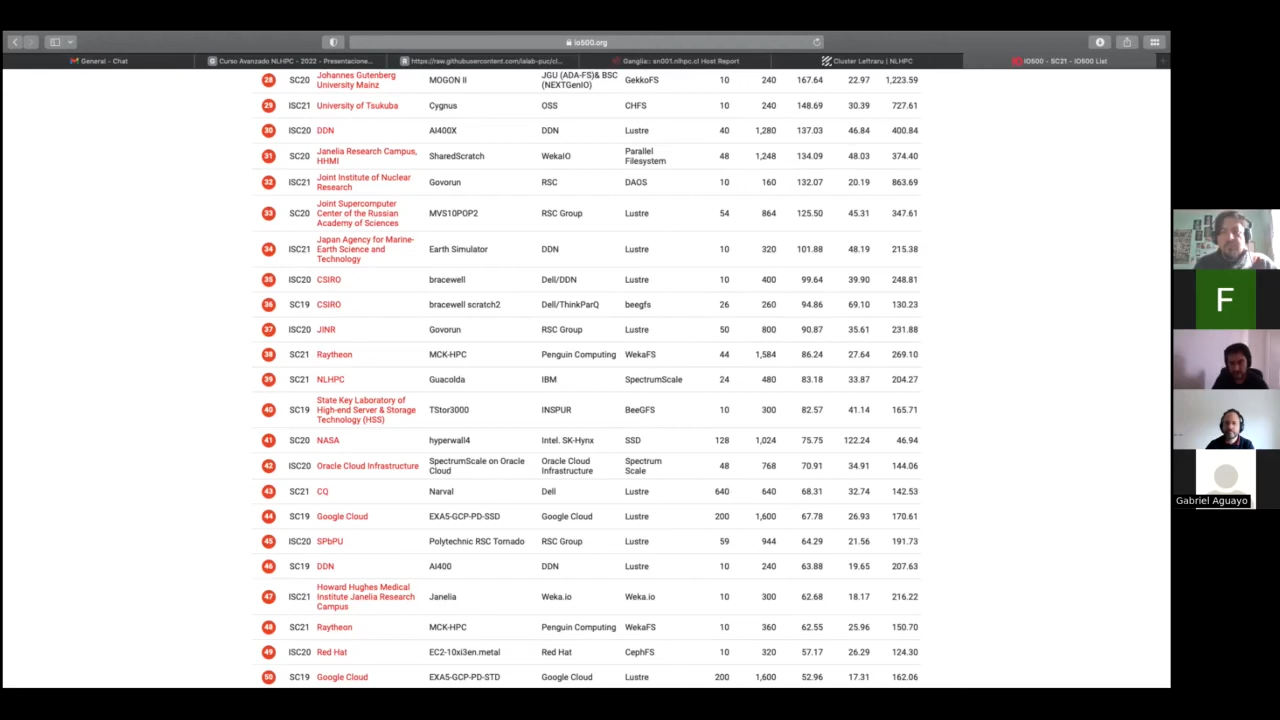 io500.org
General - Chat
Curso Avanzado NLHPC - 2022 - Presentacione...
https://raw.githubusercontent.com/ialab-puc/cl...
Ganglia:: sn001.nlhpc.cl Host Report
Cluster Leftraru | NLHPC
IO500 - SC21 - IO500 List
28 SC20 Johannes Gutenberg University Mainz MOGON II JGU (ADA-FS)& BSC (NEXTGenIO) GekkoFS 10 240 167.64 22.97 1,223.59
29 ISC21 University of Tsukuba Cygnus OSS CHFS 10 240 148.69 30.39 727.61
30 ISC20 DDN AI400X DDN Lustre 40 1,280 137.03 46.84 400.84
31 SC20 Janelia Research Campus, HHMI SharedScratch WekaIO Parallel Filesystem 48 1,248 134.09 48.03 374.40
32 ISC21 Joint Institute of Nuclear Research Govorun RSC DAOS 10 160 132.07 20.19 863.69
33 SC20 Joint Supercomputer Center of the Russian Academy of Sciences MVS10POP2 RSC Group Lustre 54 864 125.50 45.31 347.61
34 ISC21 Japan Agency for Marine-Earth Science and Technology Earth Simulator DDN Lustre 10 320 101.88 48.19 215.38
35 ISC20 CSIRO bracewell Dell/DDN Lustre 10 400 99.64 39.90 248.81
36 SC19 CSIRO bracewell scratch2 Dell/ThinkParQ beegfs 26 260 94.86 69.10 130.23
37 ISC20 JINR Govorun RSC Group Lustre 50 800 90.87 35.61 231.88
38 SC21 Raytheon MCK-HPC Penguin Computing WekaFS 44 1,584 86.24 27.64 269.10
39 SC21 NLHPC Guacolda IBM SpectrumScale 24 480 83.18 33.87 204.27
40 SC19 State Key Laboratory of High-end Server & Storage Technology (HSS) TStor3000 INSPUR BeeGFS 10 300 82.57 41.14 165.71
41 SC20 NASA hyperwall4 Intel. SK-Hynx SSD 128 1,024 75.75 122.24 46.94
42 ISC20 Oracle Cloud Infrastructure SpectrumScale on Oracle Cloud Oracle Cloud Infrastructure Spectrum Scale 48 768 70.91 34.91 144.06
43 SC21 CQ Narval Dell Lustre 640 640 68.31 32.74 142.53
44 SC19 Google Cloud EXA5-GCP-PD-SSD Google Cloud Lustre 200 1,600 67.78 26.93 170.61
45 ISC20 SPbPU Polytechnic RSC Tornado RSC Group Lustre 59 944 64.29 21.56 191.73
46 SC19 DDN AI400 DDN Lustre 10 240 63.88 19.65 207.63
47 ISC21 Howard Hughes Medical Institute Janelia Research Campus Janelia Weka.io Weka.io 10 300 62.68 18.17 216.22
48 SC21 Raytheon MCK-HPC Penguin Computing WekaFS 10 360 62.55 25.96 150.70
49 ISC20 Red Hat EC2-10xi3en.metal Red Hat CephFS 10 320 57.17 26.29 124.30
50 SC19 Google Cloud EXA5-GCP-PD-STD Google Cloud Lustre 200 1,600 52.96 17.31 162.06
F
Gabriel Aguayo